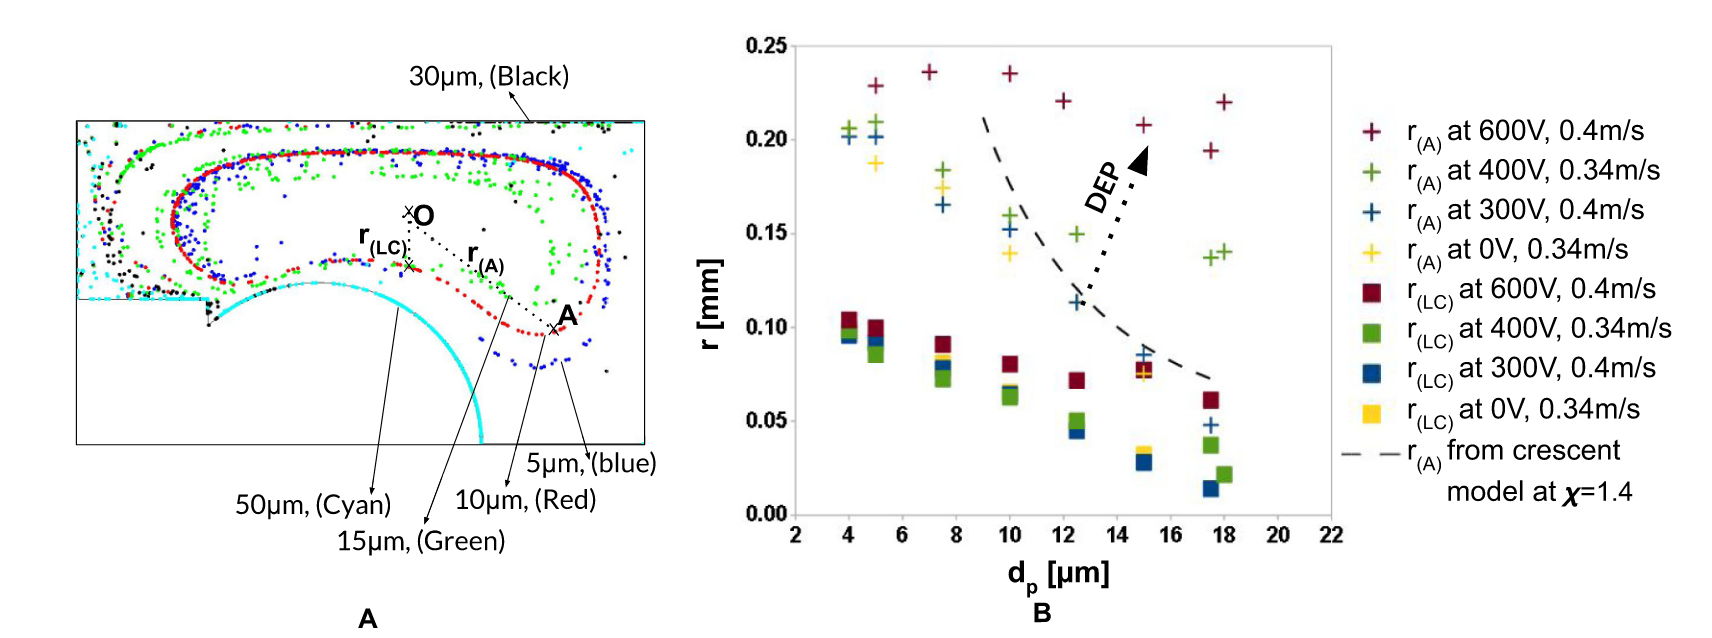 30µm, (Black)
O
r(LC)
r(A)
A
5µm, (blue)
50µm, (Cyan)
10µm, (Red)
15µm, (Green)
A
0.25
0.20
0.15
0.10
0.05
0.00
2 4 6 8 10 12 14 16 18 20 22
r [mm]
dp [µm]
DEP
B
r(A) at 600V, 0.4m/s
r(A) at 400V, 0.34m/s
r(A) at 300V, 0.4m/s
r(A) at 0V, 0.34m/s
r(LC) at 600V, 0.4m/s
r(LC) at 400V, 0.34m/s
r(LC) at 300V, 0.4m/s
r(LC) at 0V, 0.34m/s
r(A) from crescent
model at χ=1.4